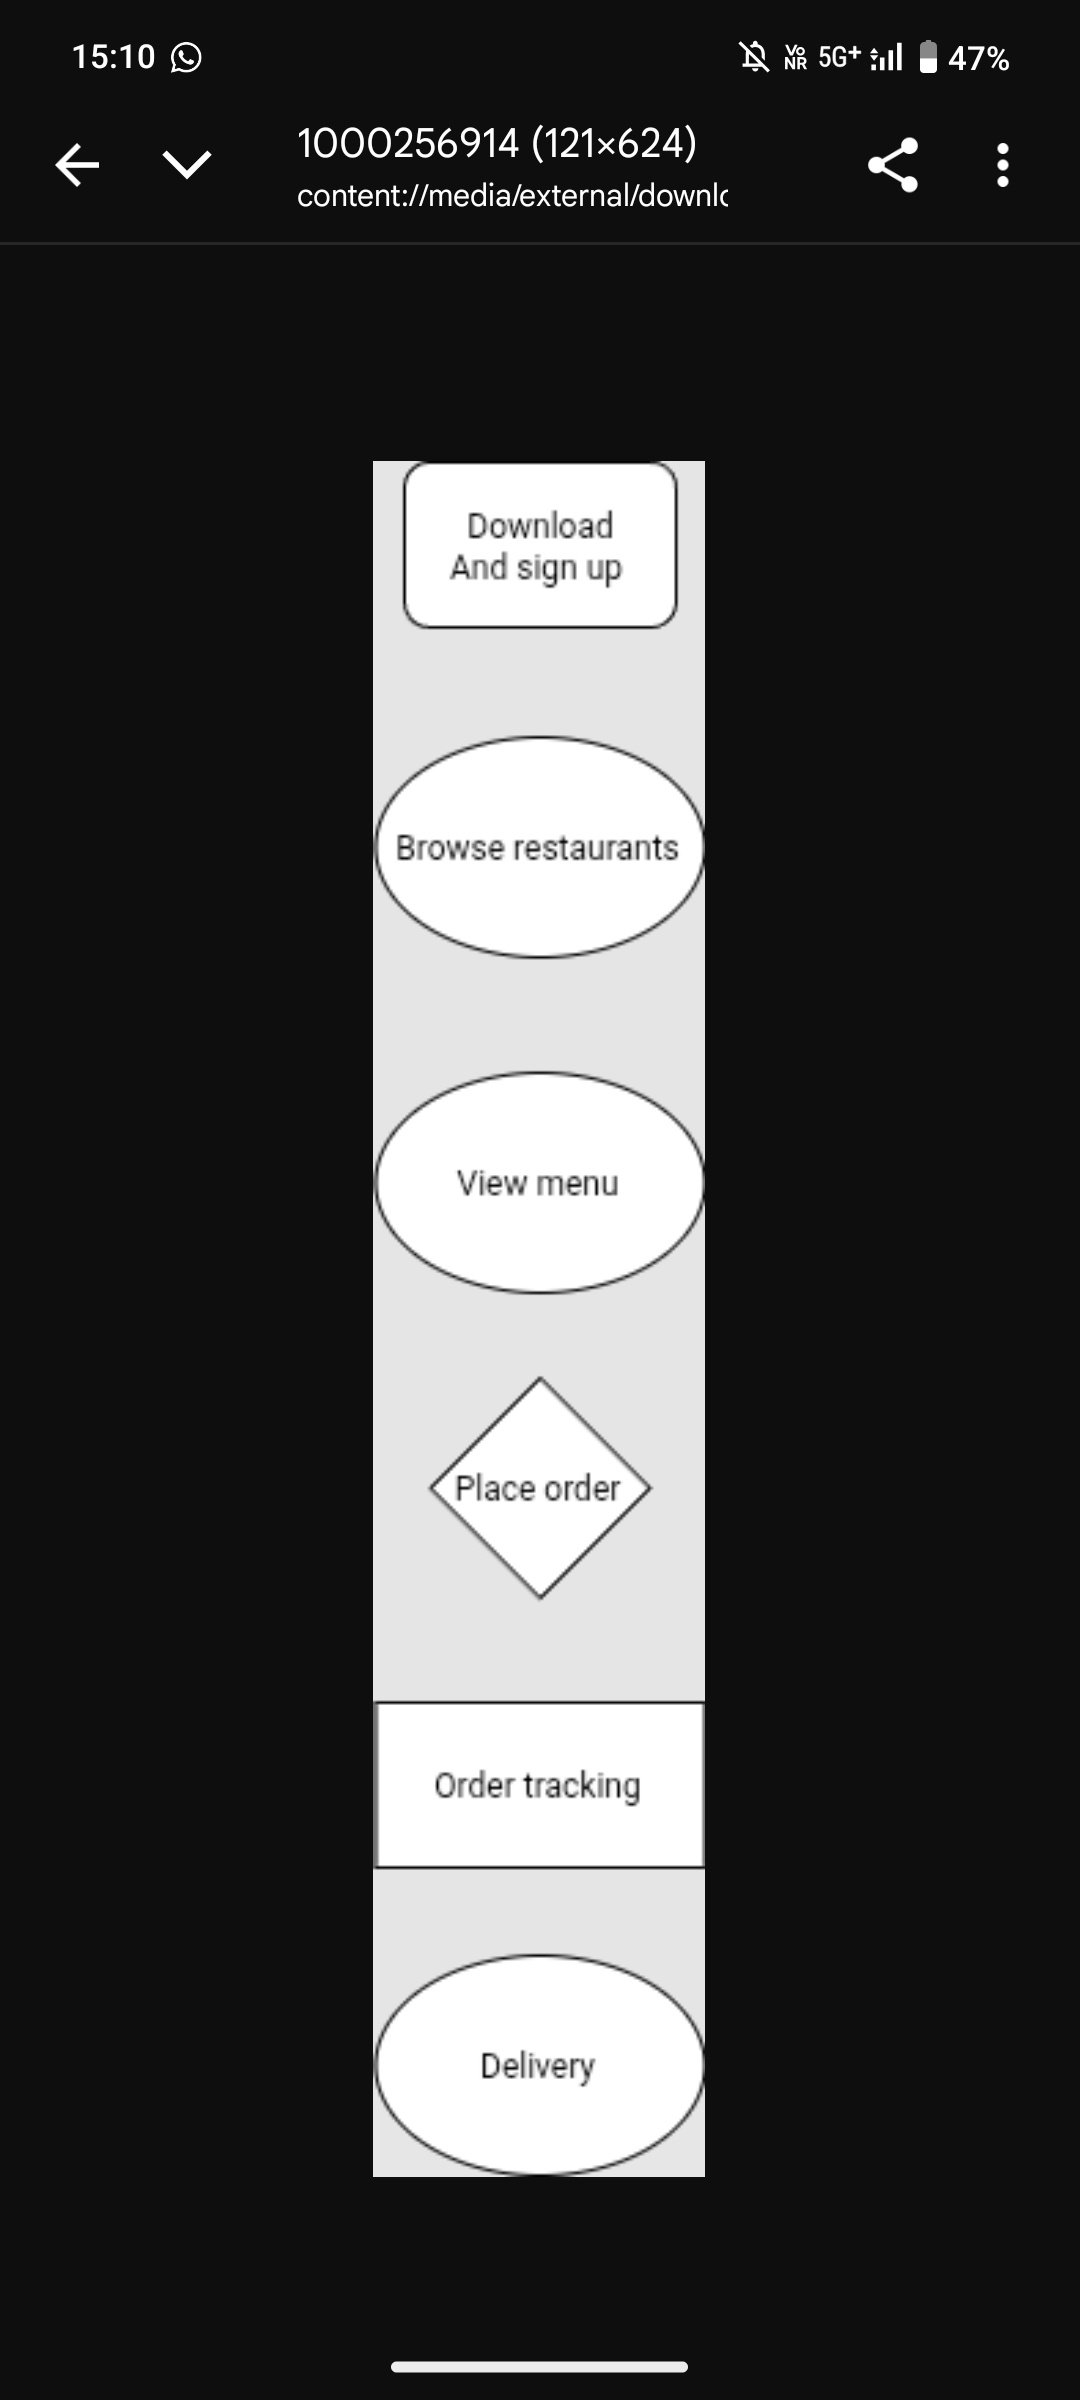 15:10
Vo
NR
5G+
47%
1000256914 (121×624)
content://media/external/downlo
Download
And sign up
Browse restaurants
View menu
Place order
Order tracking
Delivery